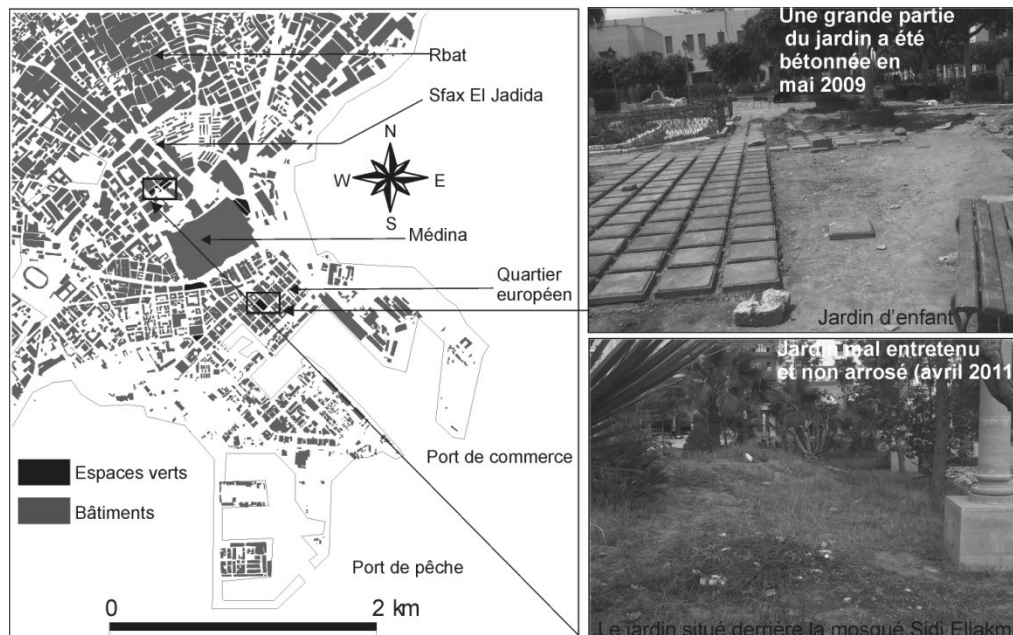 Rbat
Sfax El Jadida
N
W
E
S
Médina
Quartier
européen
Port de commerce
Espaces verts
Bâtiments
Port de pêche
0
2 km
Une grande partie
du jardin a été
bétonnée en
mai 2009
Jardin d'enfant
Jardin mal entretenu
et non arrosé (avril 2011
Le jardin situé derrière la mosqué Sidi Ellakm